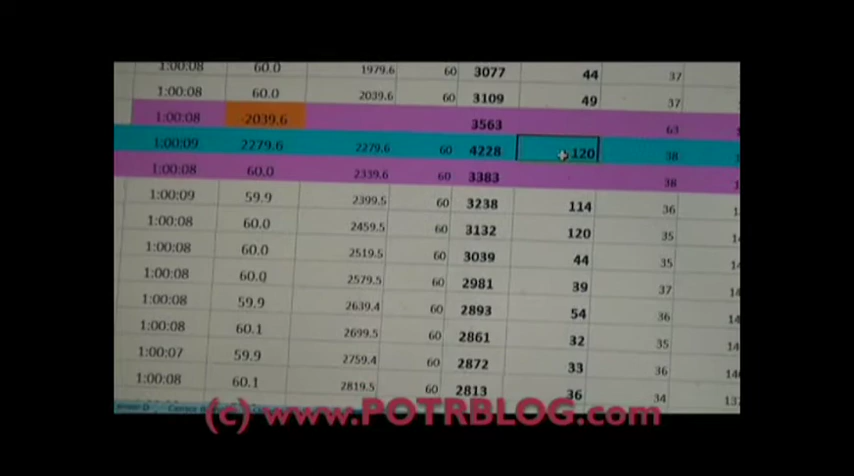 1:00:08 60.0 1979.6 60 3077 44 37
1:00:08 60.0 2039.6 60 3109 49 37
1:00:08 -2039.6 3563 63
1:00:09 2279.6 2279.6 60 4228 120 38
1:00:08 60.0 2339.6 60 3383 38
1:00:09 59.9 2399.5 60 3238 114 36
1:00:08 60.0 2459.5 60 3132 120 35
1:00:08 60.0 2519.5 60 3039 44 35
1:00:08 60.0 2579.5 60 2981 39 37
1:00:08 59.9 2639.4 60 2893 54 36
1:00:08 60.1 2699.5 60 2861 32 35
1:00:07 59.9 2759.4 60 2872 33 36
1:00:08 60.1 2819.5 60 2813 36 34
(c) www.POTRBLOG.com